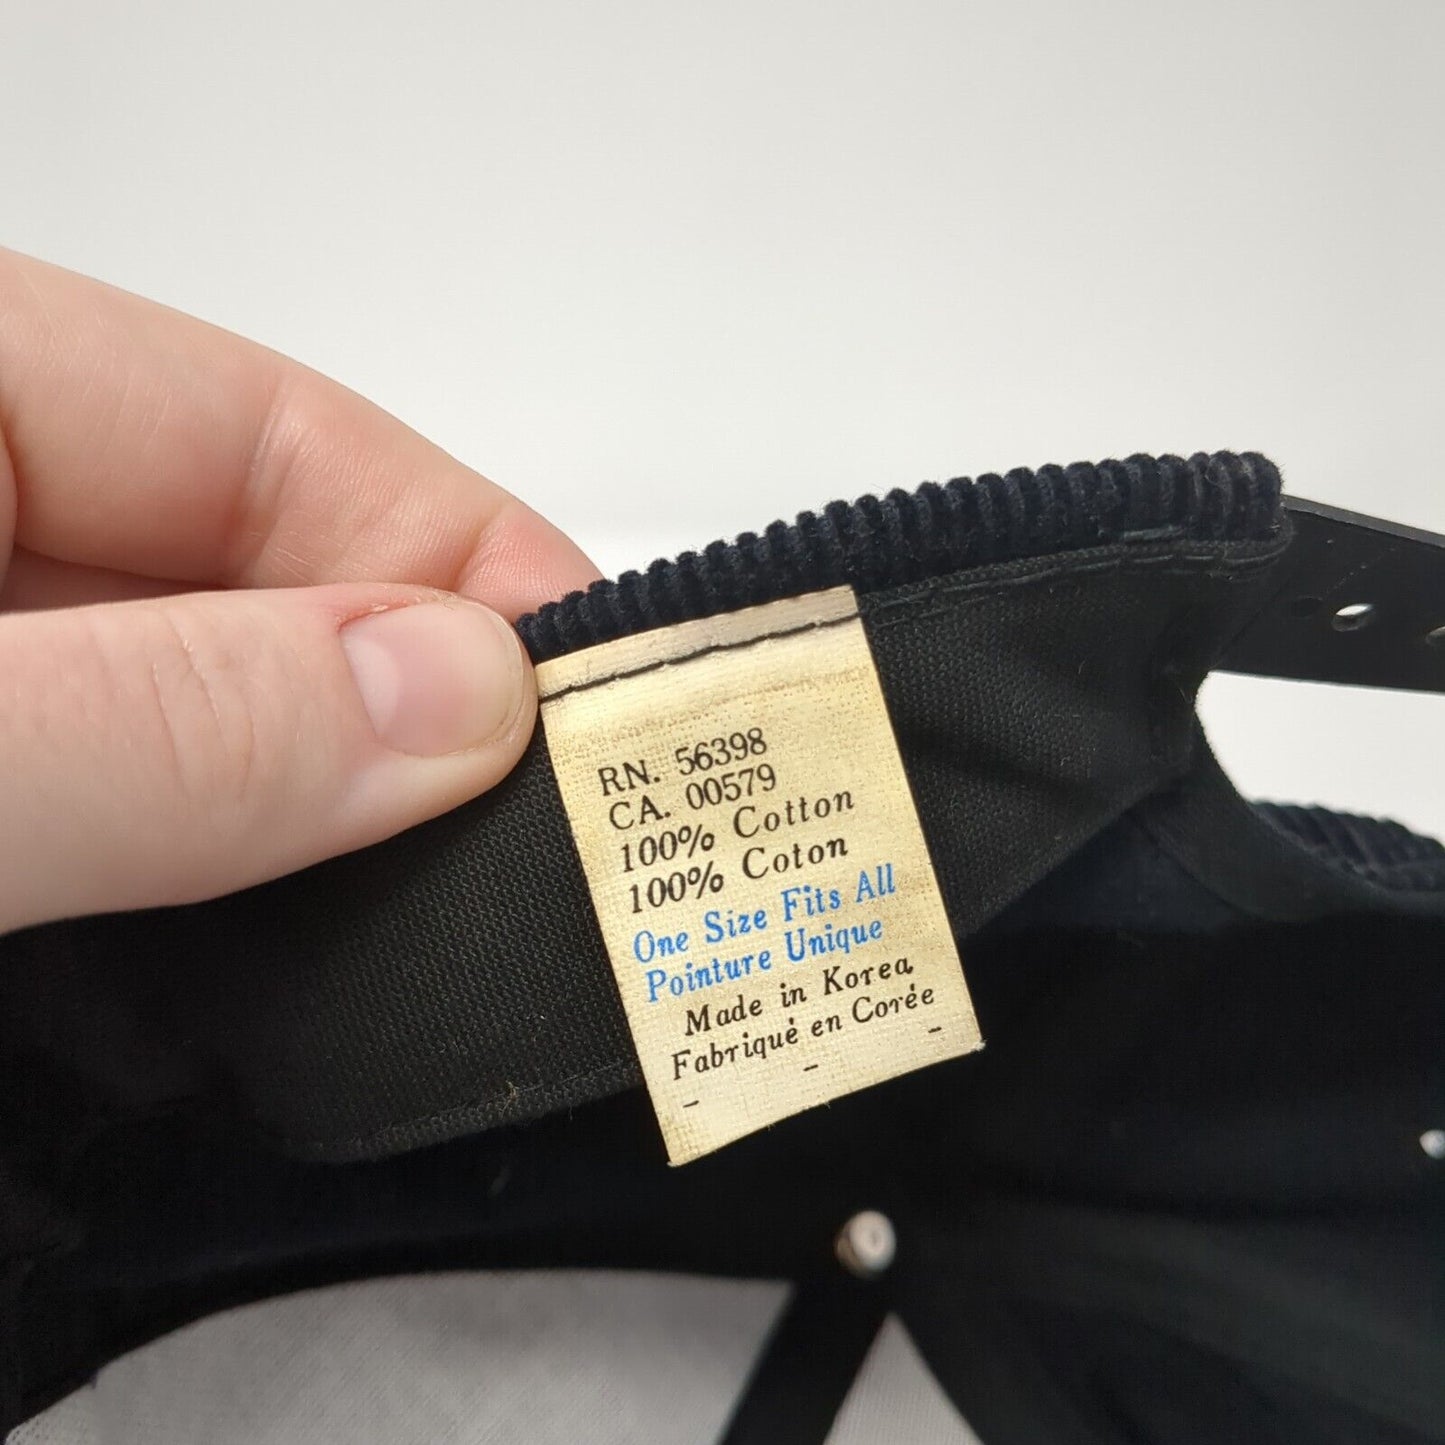 RN. 56398
CA. 00579
100% Cotton
100% Coton
One Size Fits All
Pointure Unique
Made in Korea
Fabriqué en Corée